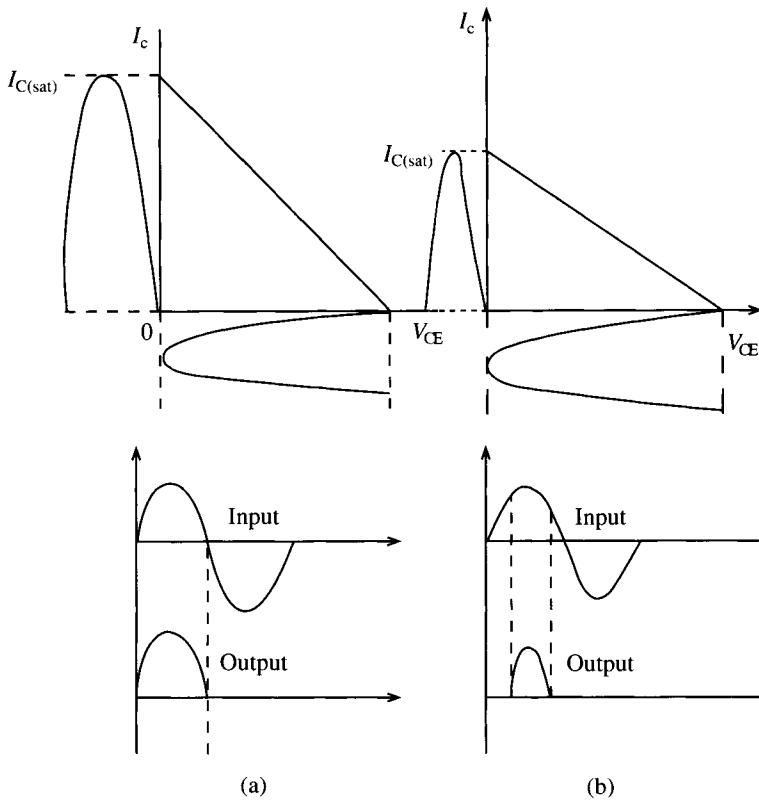 I_c
I_C(sat)
0
V_CE
I_c
I_C(sat)
V_CE
Input
Output
(a)
Input
Output
(b)